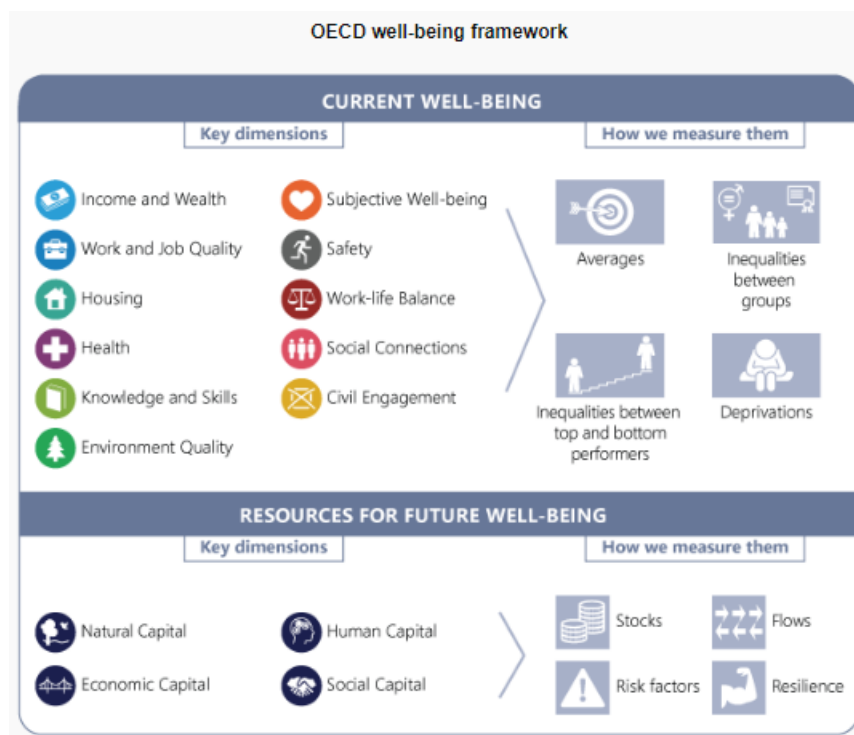 OECD well-being framework
CURRENT WELL-BEING
Key dimensions
How we measure them
Income and Wealth
Work and Job Quality
Housing
Health
Knowledge and Skills
Environment Quality
Subjective Well-being
Safety
Work-life Balance
Social Connections
Civil Engagement
Averages
Inequalities
between
groups
Inequalities between
top and bottom
performers
Deprivations
RESOURCES FOR FUTURE WELL-BEING
Key dimensions
How we measure them
Natural Capital
Economic Capital
Human Capital
Social Capital
Stocks
Flows
Risk factors
Resilience